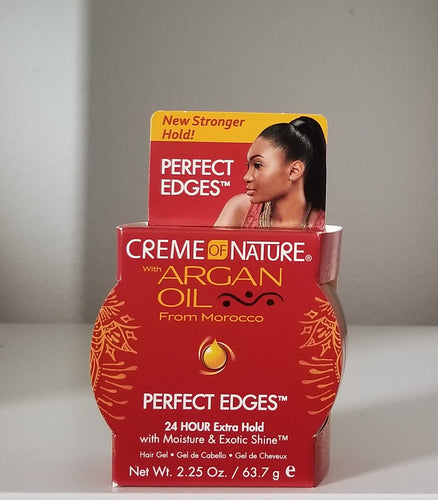 New Stronger
Hold!
PERFECT
EDGES™
CREME OF NATURE®
With
ARGAN
OIL
From Morocco
PERFECT EDGES™
24 HOUR Extra Hold
with Moisture & Exotic Shine™
Hair Gel • Gel de Cabello • Gel de Cheveux
Net Wt. 2.25 Oz. / 63.7 g e